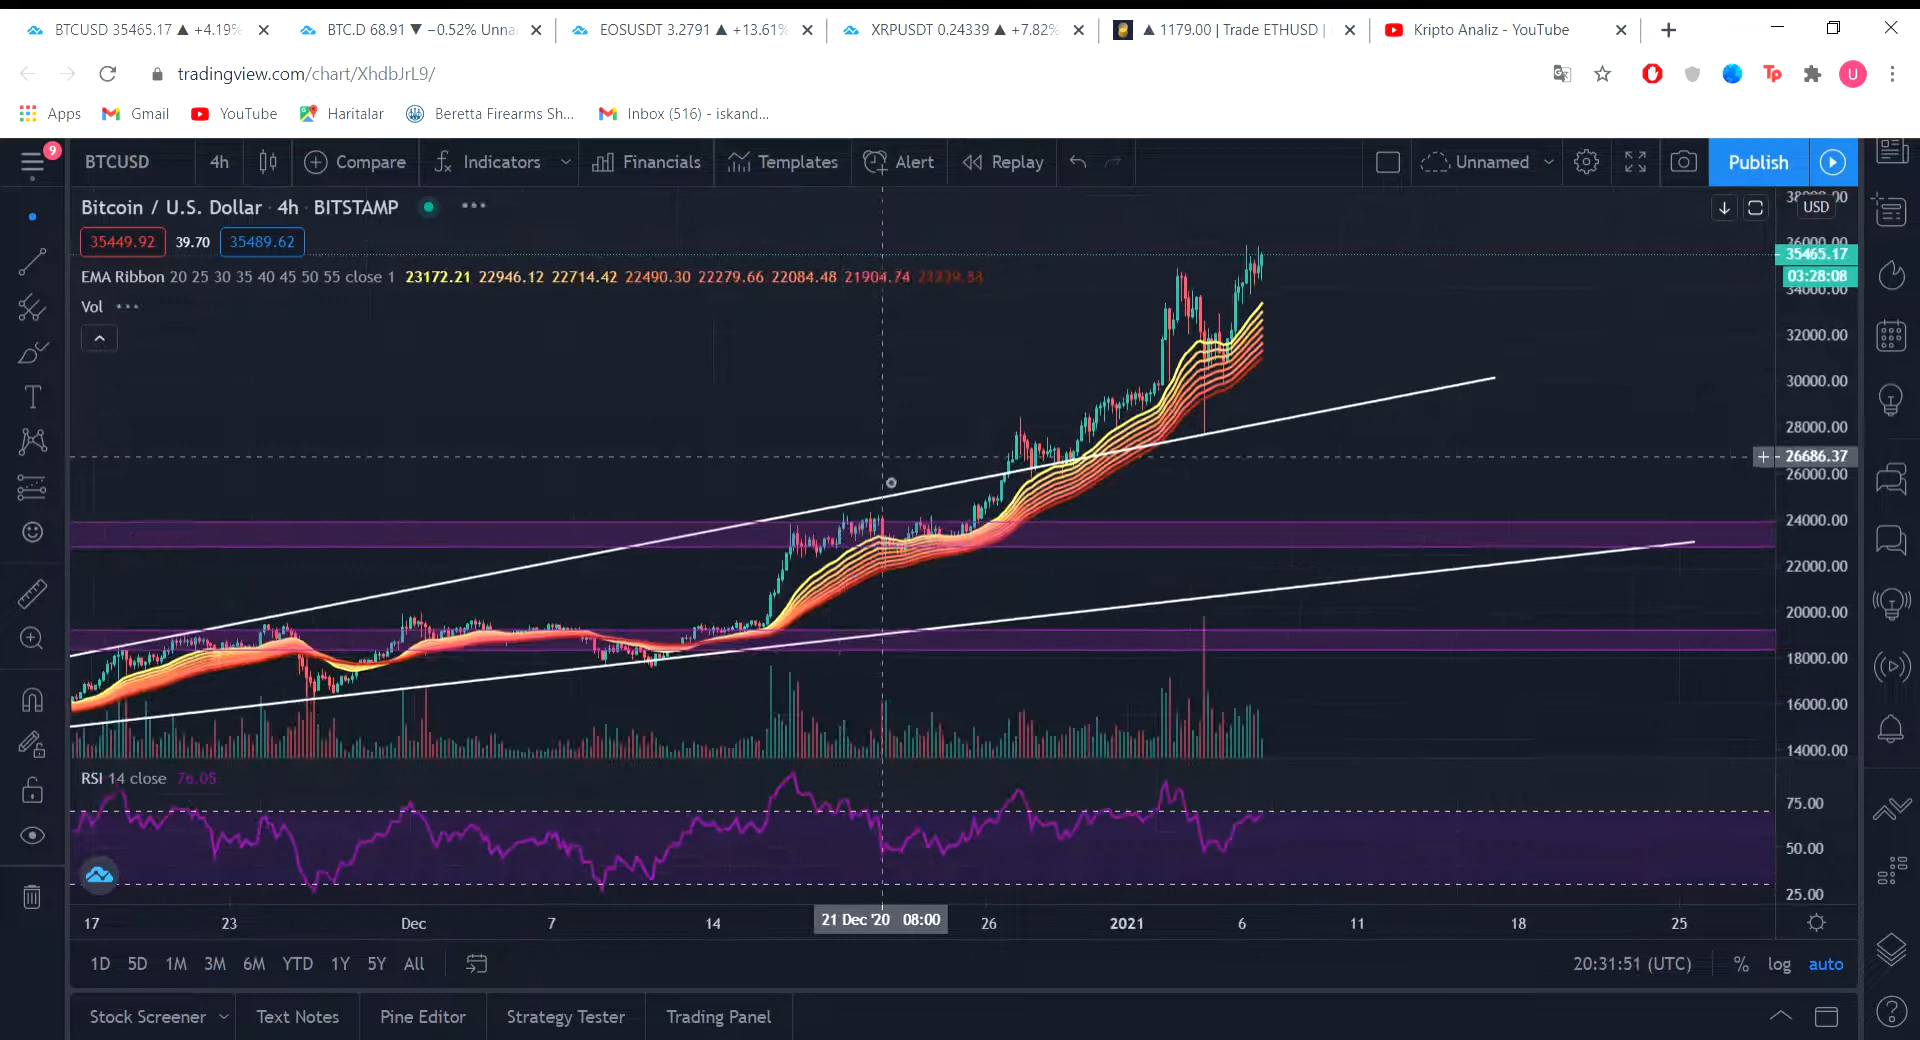 BTCUSD 35465.17 ▲ +4.19%
BTC.D 68.91 ▼ −0.52% Unna
EOSUSDT 3.2791 ▲ +13.61%
XRPUSDT 0.24339 ▲ +7.82%
▲ 1179.00 | Trade ETHUSD |
Kripto Analiz - YouTube
tradingview.com/chart/XhdbJrL9/
U
Apps Gmail YouTube Haritalar Beretta Firearms Sh... Inbox (516) - iskand...
9
BTCUSD 4h Compare Indicators Financials Templates Alert Replay Unnamed Publish
Bitcoin / U.S. Dollar · 4h · BITSTAMP
USD
35449.92 39.70 35489.62
35465.17
03:28:08
EMA Ribbon 20 25 30 35 40 45 50 55 close 1 23172.21 22946.12 22714.42 22490.30 22279.66 22084.48 21904.74
Vol
34000.00
32000.00
30000.00
28000.00
26686.37
26000.00
24000.00
22000.00
20000.00
18000.00
16000.00
14000.00
RSI 14 close 76.05
75.00
50.00
25.00
17 23 Dec 7 14 21 Dec '20 08:00 26 2021 6 11 18 25
1D 5D 1M 3M 6M YTD 1Y 5Y All 20:31:51 (UTC) % log auto
Stock Screener Text Notes Pine Editor Strategy Tester Trading Panel